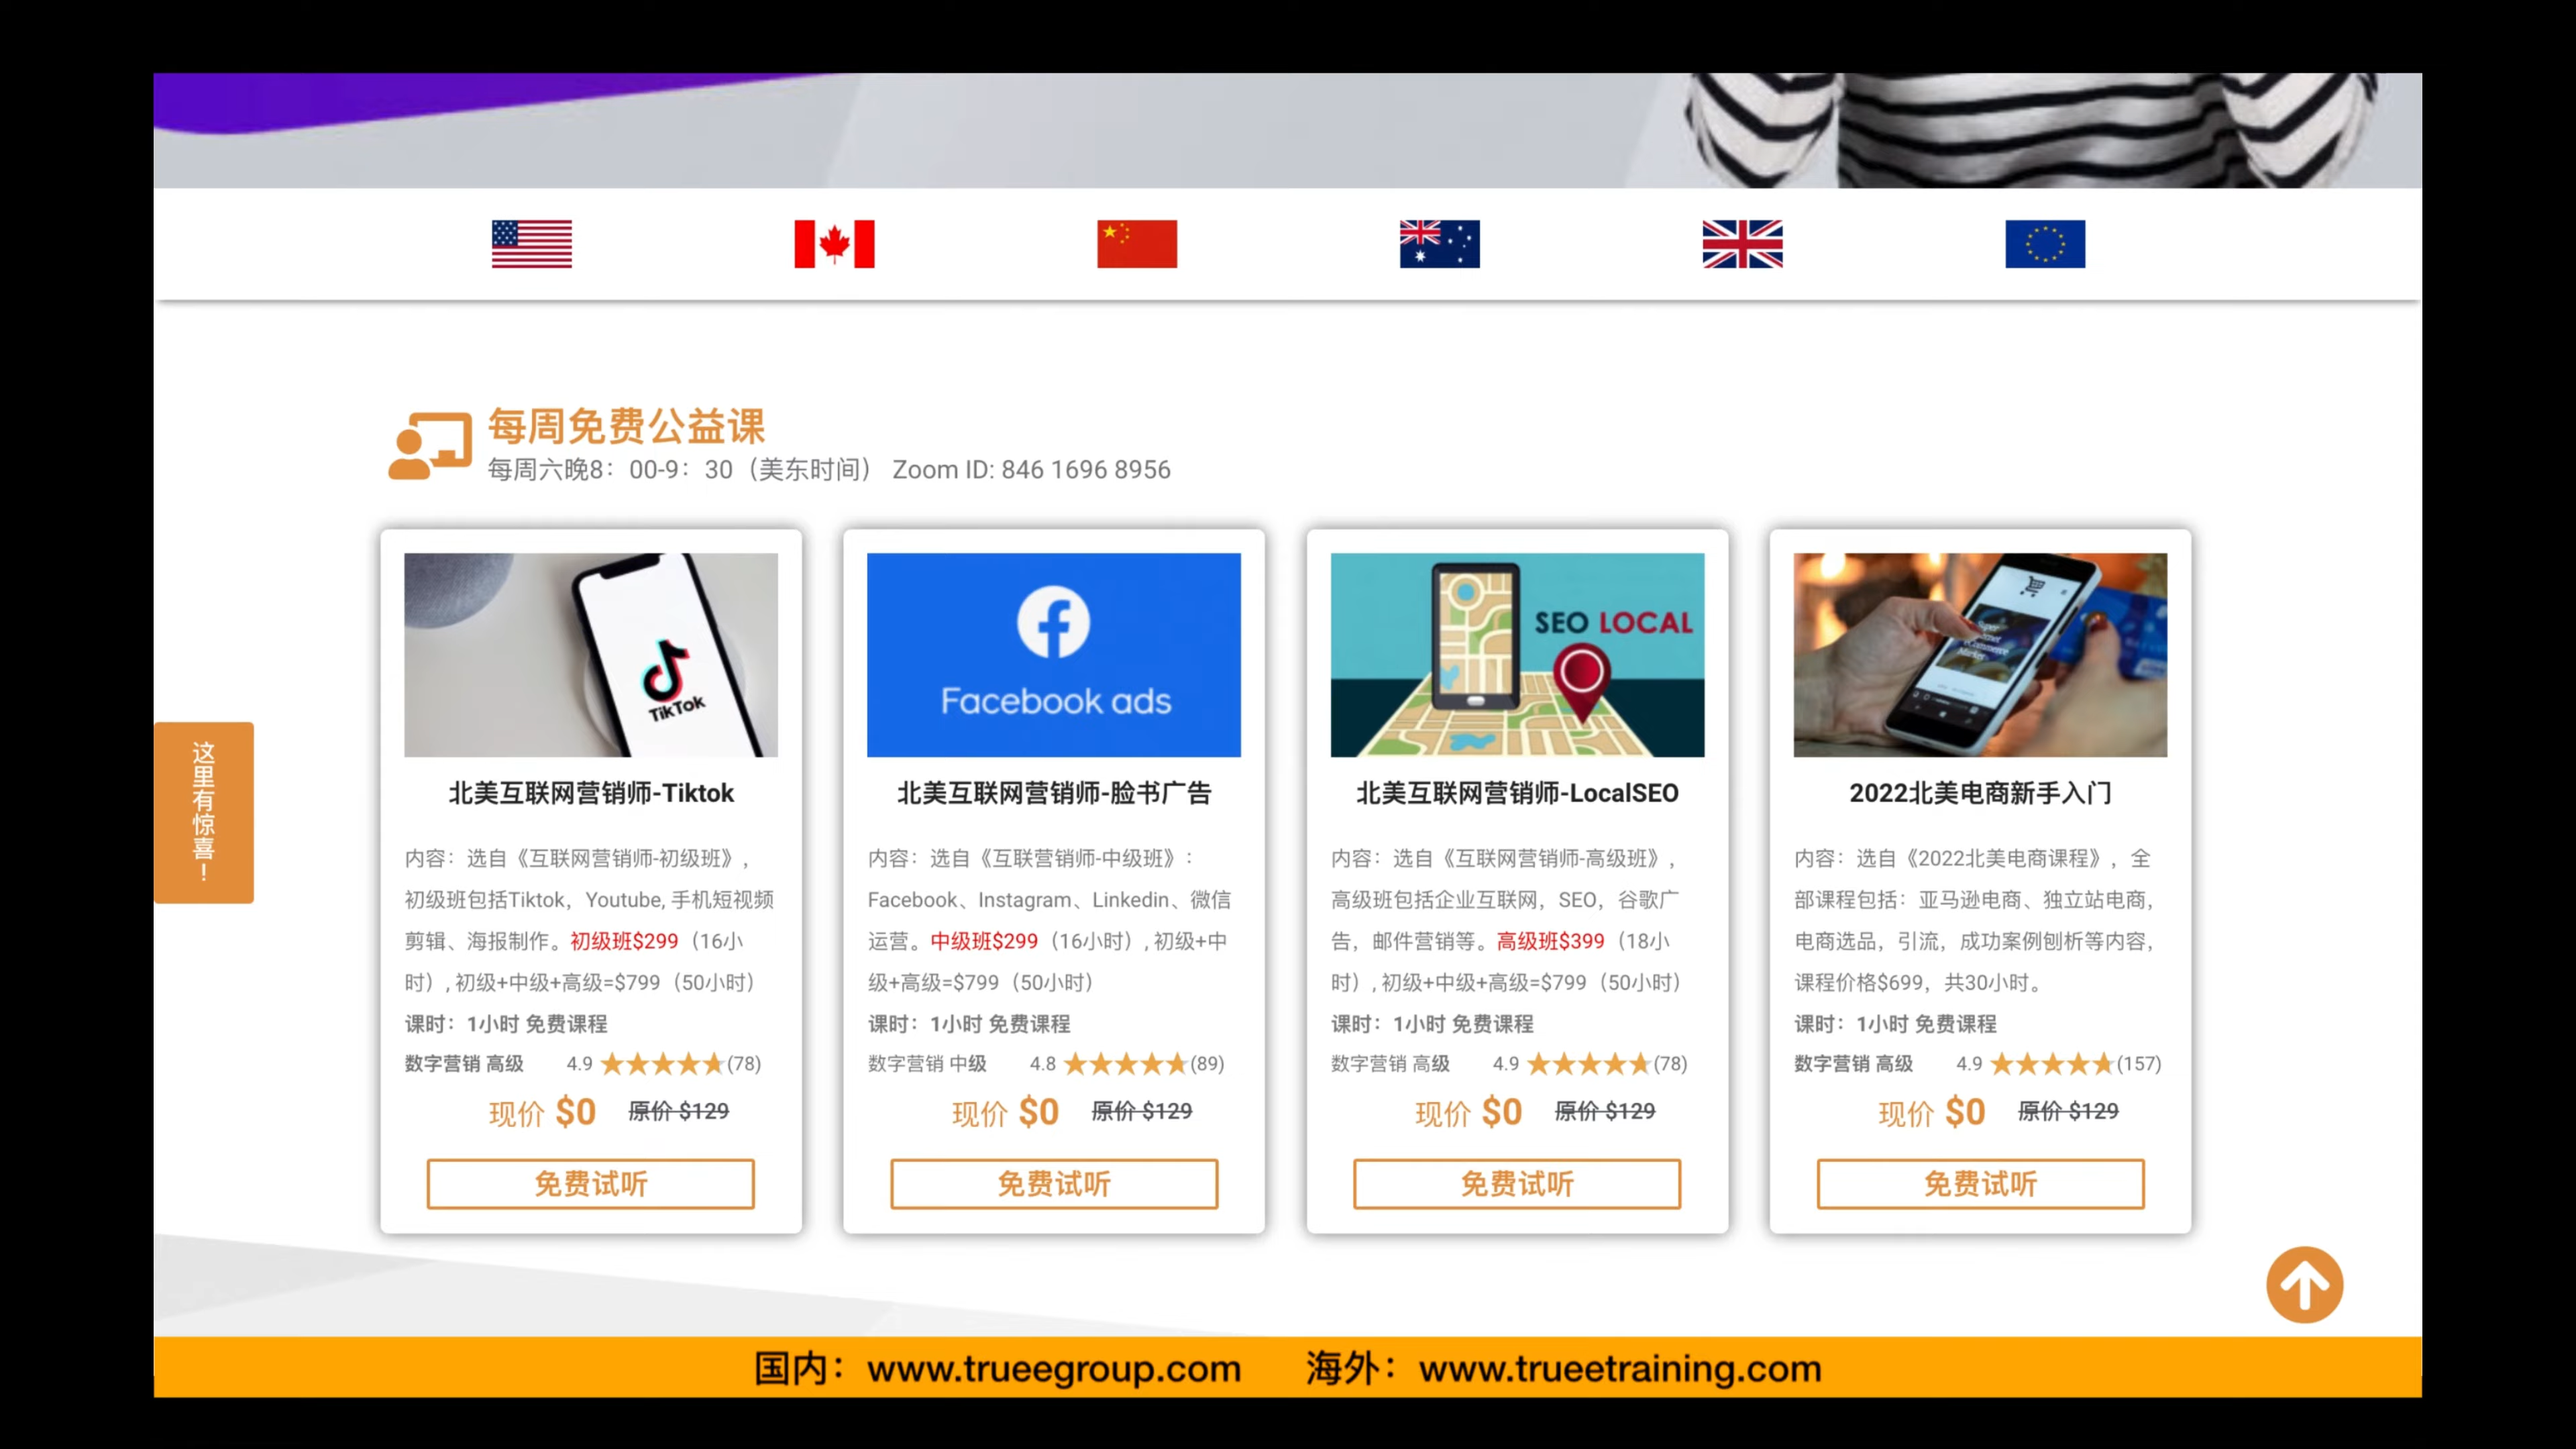 每周免费公益课
每周六晚8：00-9：30（美东时间） Zoom ID: 846 1696 8956
这里有惊喜！
TikTok
北美互联网营销师-Tiktok
内容：选自《互联网营销师-初级班》，
初级班包括Tiktok，Youtube, 手机短视频
剪辑、海报制作。初级班$299（16小
时）, 初级+中级+高级=$799（50小时）
课时：1小时 免费课程
数字营销 高级 4.9 (78)
现价 $0 原价 $129
免费试听
Facebook ads
北美互联网营销师-脸书广告
内容：选自《互联营销师-中级班》：
Facebook、Instagram、Linkedin、微信
运营。中级班$299（16小时）, 初级+中
级+高级=$799（50小时）
课时：1小时 免费课程
数字营销 中级 4.8 (89)
现价 $0 原价 $129
免费试听
SEO LOCAL
北美互联网营销师-LocalSEO
内容：选自《互联网营销师-高级班》，
高级班包括企业互联网，SEO，谷歌广
告，邮件营销等。高级班$399（18小
时）, 初级+中级+高级=$799（50小时）
课时：1小时 免费课程
数字营销 高级 4.9 (78)
现价 $0 原价 $129
免费试听
2022北美电商新手入门
内容：选自《2022北美电商课程》，全
部课程包括：亚马逊电商、独立站电商，
电商选品，引流，成功案例刨析等内容，
课程价格$699，共30小时。
课时：1小时 免费课程
数字营销 高级 4.9 (157)
现价 $0 原价 $129
免费试听
国内：www.trueegroup.com 海外：www.trueetraining.com